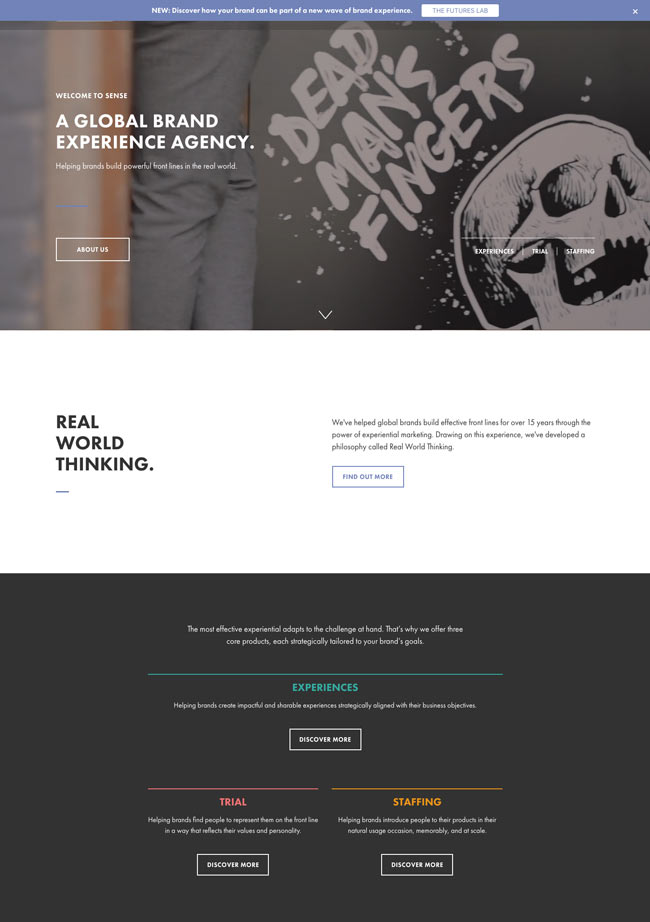 NEW: Discover how your brand can be part of a new wave of brand experience.
THE FUTURES LAB
×
WELCOME TO SENSE
A GLOBAL BRAND
EXPERIENCE AGENCY.
Helping brands build powerful front lines in the real world.
ABOUT US
DEAD
MANS
FINGERS
EXPERIENCES | TRIAL | STAFFING
REAL
WORLD
THINKING.
We've helped global brands build effective front lines for over 15 years through the
power of experiential marketing. Drawing on this experience, we've developed a
philosophy called Real World Thinking.
FIND OUT MORE
The most effective experiential adapts to the challenge at hand. That's why we offer three
core products, each strategically tailored to your brand's goals.
EXPERIENCES
Helping brands create impactful and sharable experiences strategically aligned with their business objectives.
DISCOVER MORE
TRIAL
Helping brands find people to represent them on the front line
in a way that reflects their values and personality.
DISCOVER MORE
STAFFING
Helping brands introduce people to their products in their
natural usage occasion, memorably, and at scale.
DISCOVER MORE